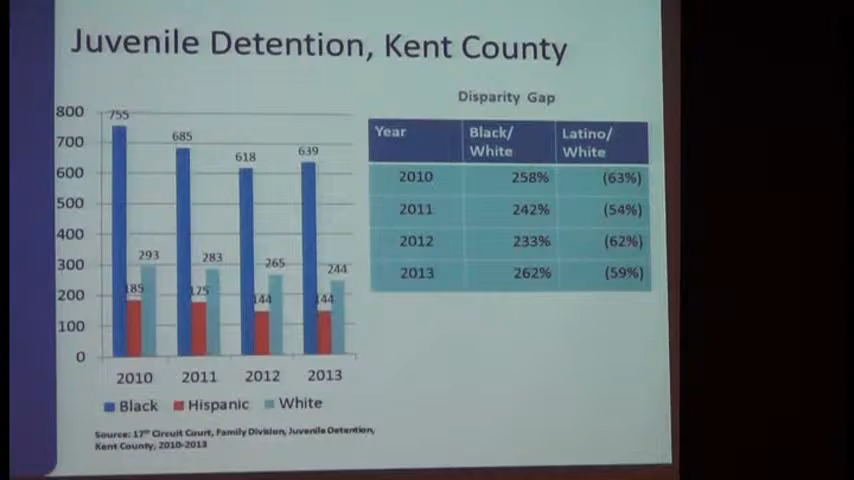 Juvenile Detention, Kent County
800
700
600
500
400
300
200
100
0
755
685
618
639
185
175
144
144
293
283
265
244
2010
2011
2012
2013
Black
Hispanic
White
Source: 17th Circuit Court, Family Division, Juvenile Detention,
Kent County, 2010-2013
Disparity Gap
Year Black/ Latino/
White White
2010 258% (63%)
2011 242% (54%)
2012 233% (62%)
2013 262% (59%)